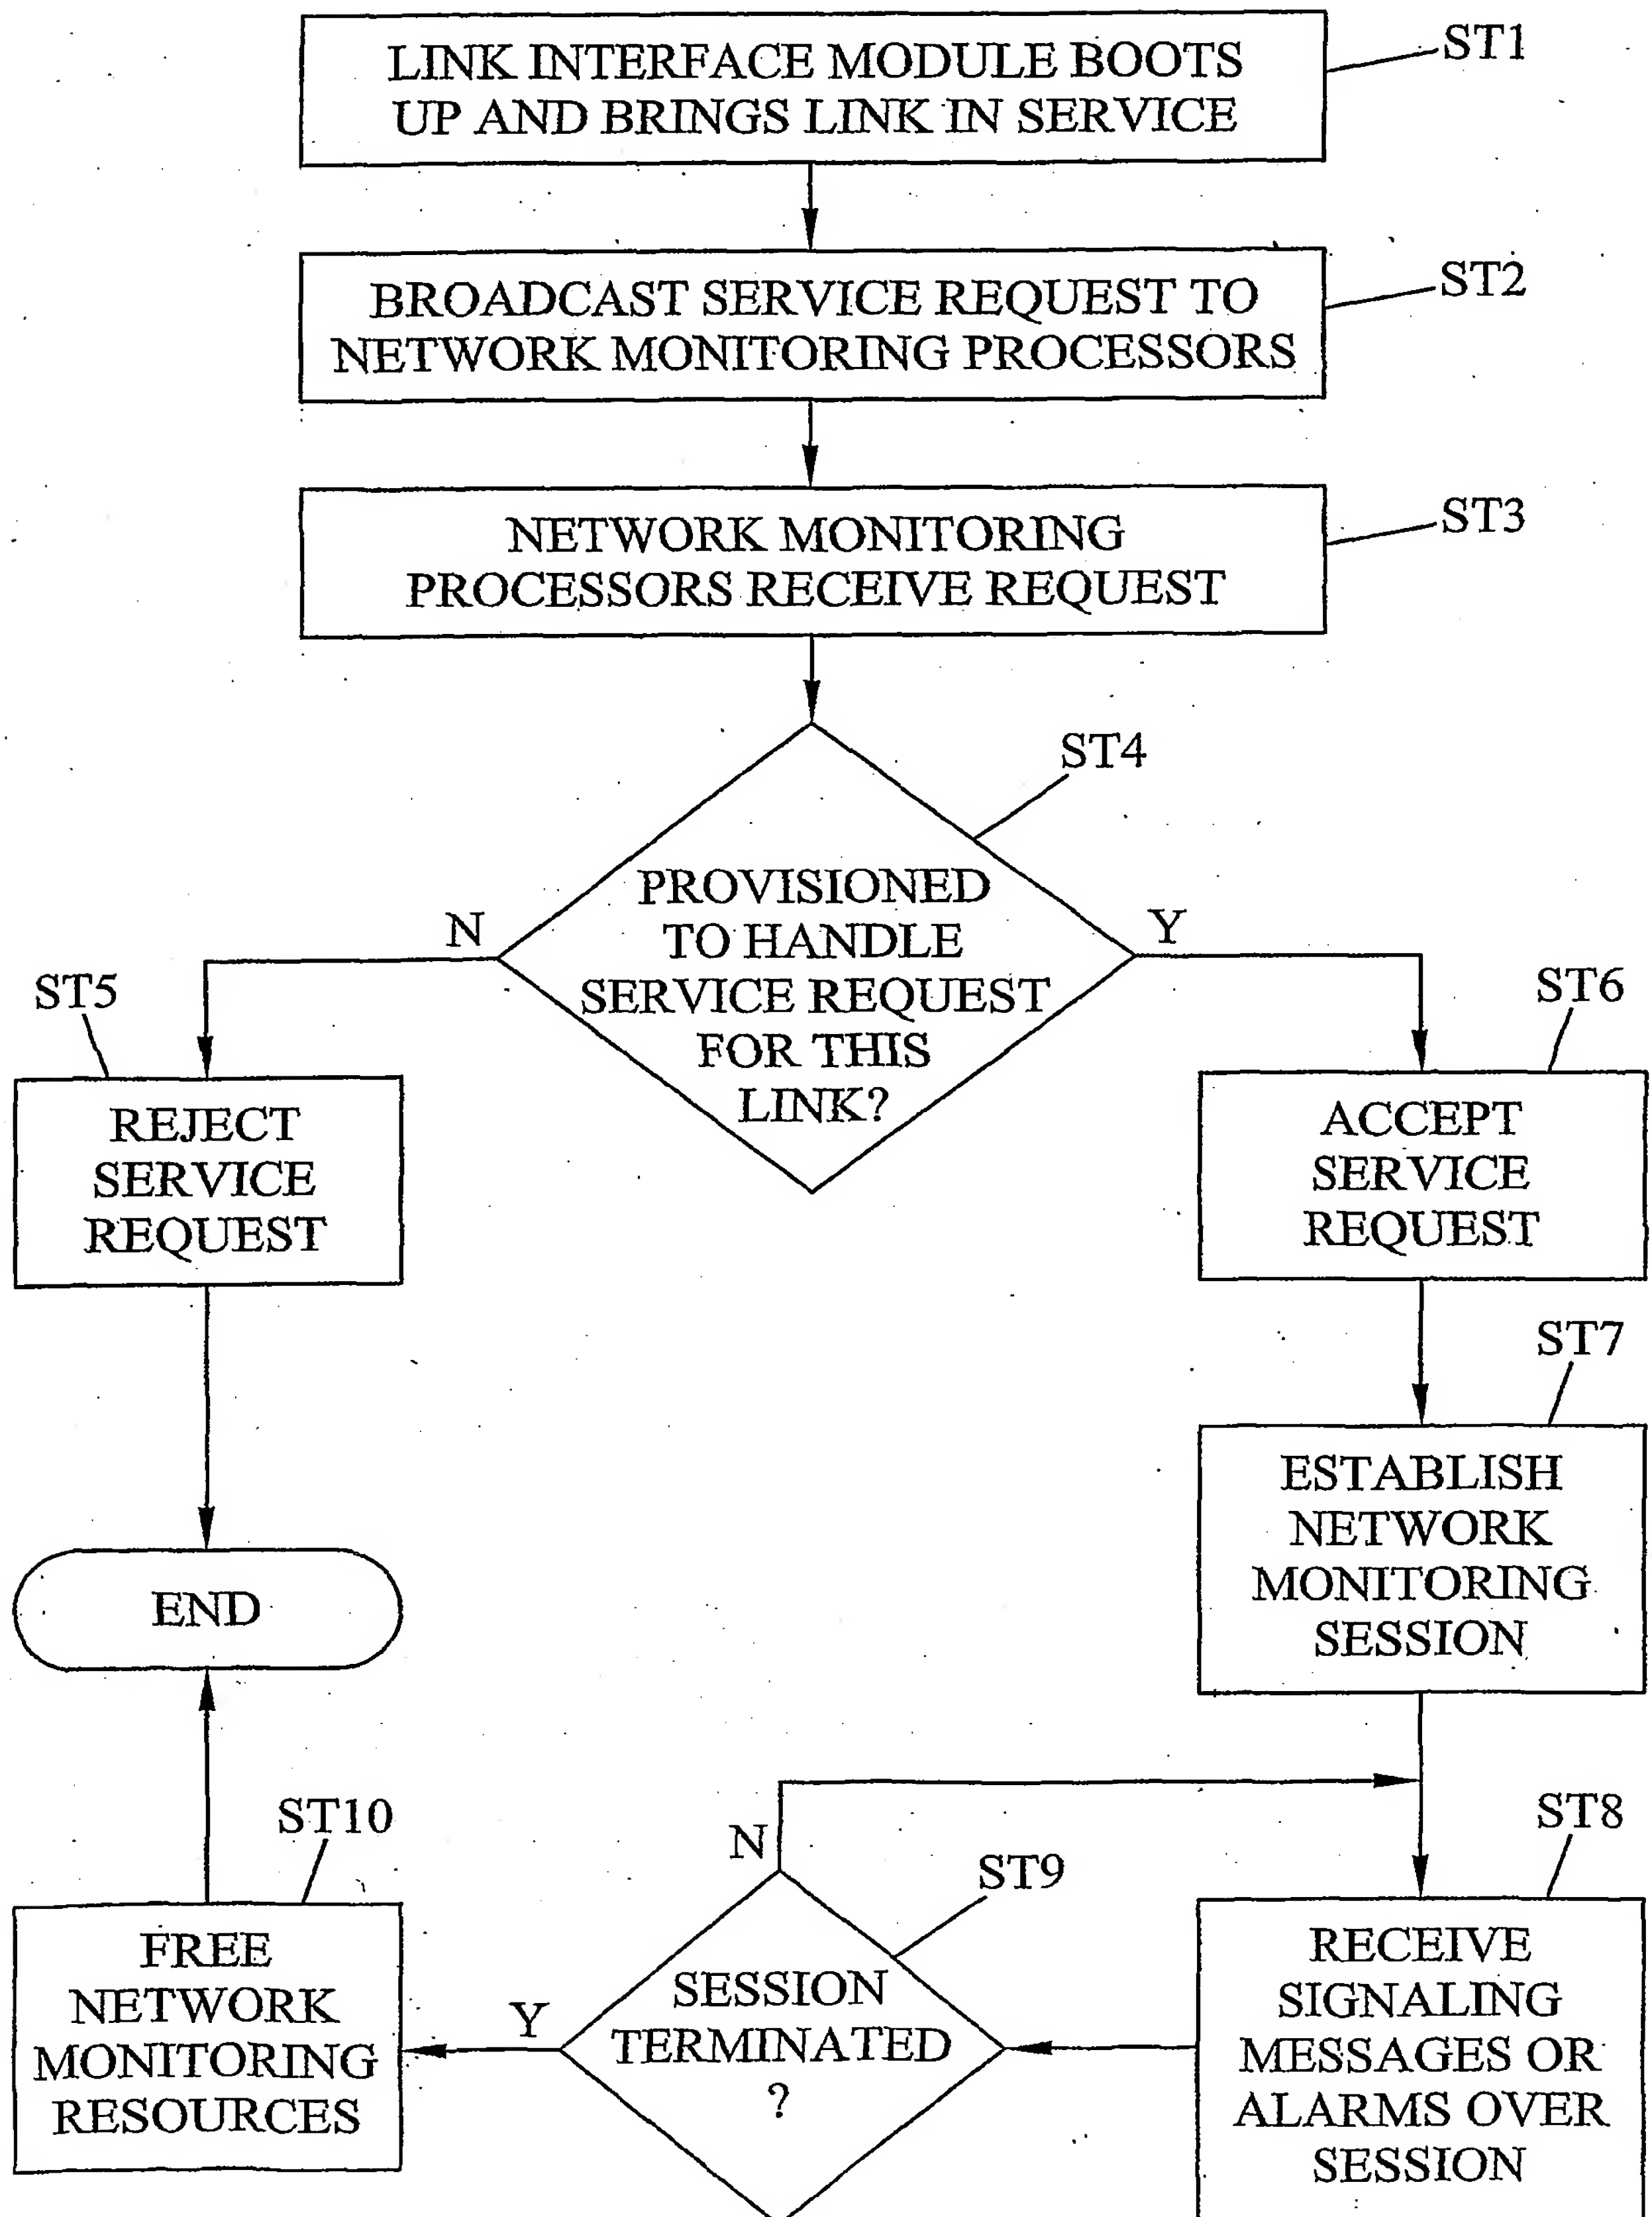 LINK INTERFACE MODULE BOOTS
UP AND BRINGS LINK IN SERVICE
ST1
BROADCAST SERVICE REQUEST TO
NETWORK MONITORING PROCESSORS
ST2
NETWORK MONITORING
PROCESSORS RECEIVE REQUEST
ST3
ST4
PROVISIONED
TO HANDLE
SERVICE REQUEST
FOR THIS
LINK?
N
Y
ST5
REJECT
SERVICE
REQUEST
ST6
ACCEPT
SERVICE
REQUEST
ST7
ESTABLISH
NETWORK
MONITORING
SESSION
END
ST8
RECEIVE
SIGNALING
MESSAGES OR
ALARMS OVER
SESSION
N
ST9
SESSION
TERMINATED
?
Y
ST10
FREE
NETWORK
MONITORING
RESOURCES